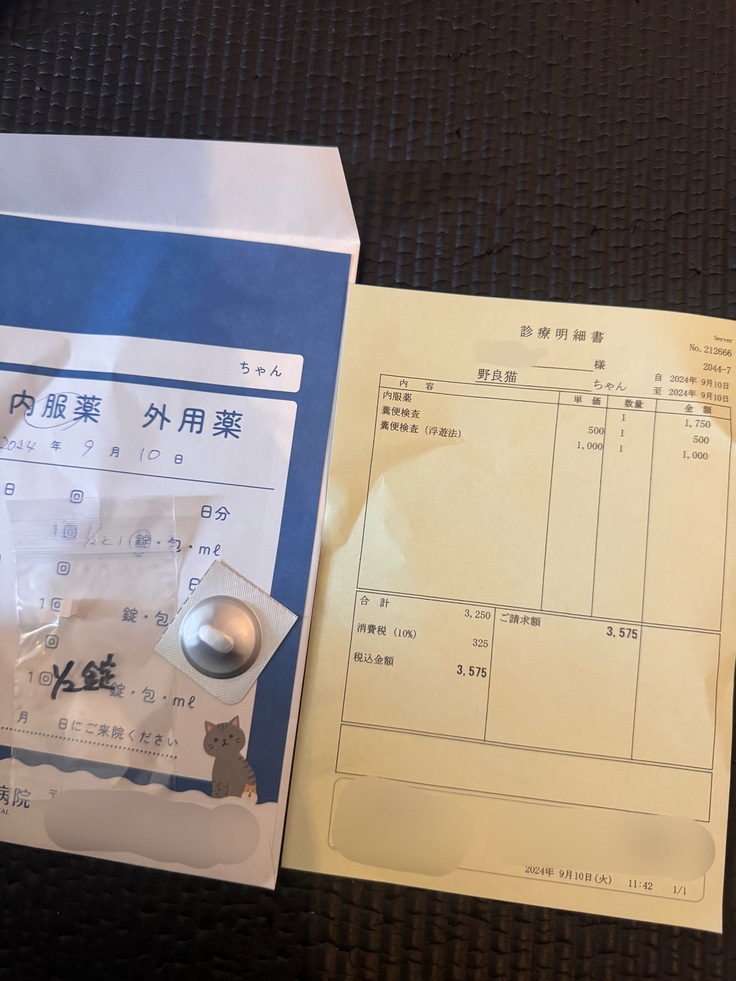 ちゃん
内服薬 外用薬
2024 年 9 月 10 日
日 回 日分
1回 1/2と1 錠・包・mℓ
回 日
1回 錠・包
回
1回 錠・包・mℓ
1/2錠
月 日にご来院ください
病院 〒
AL
診療明細書
Server
No.212666
様 2044-7
野良猫 ちゃん 自 2024年 9月10日
至 2024年 9月10日
内 容 単 価 数量 金 額
内服薬 1 1,750
糞便検査 500 1 500
糞便検査（浮遊法） 1,000 1 1,000
合 計 3,250 ご請求額 3,575
消費税（10%） 325
税込金額 3,575
2024年 9月10日(火) 11:42 1/1